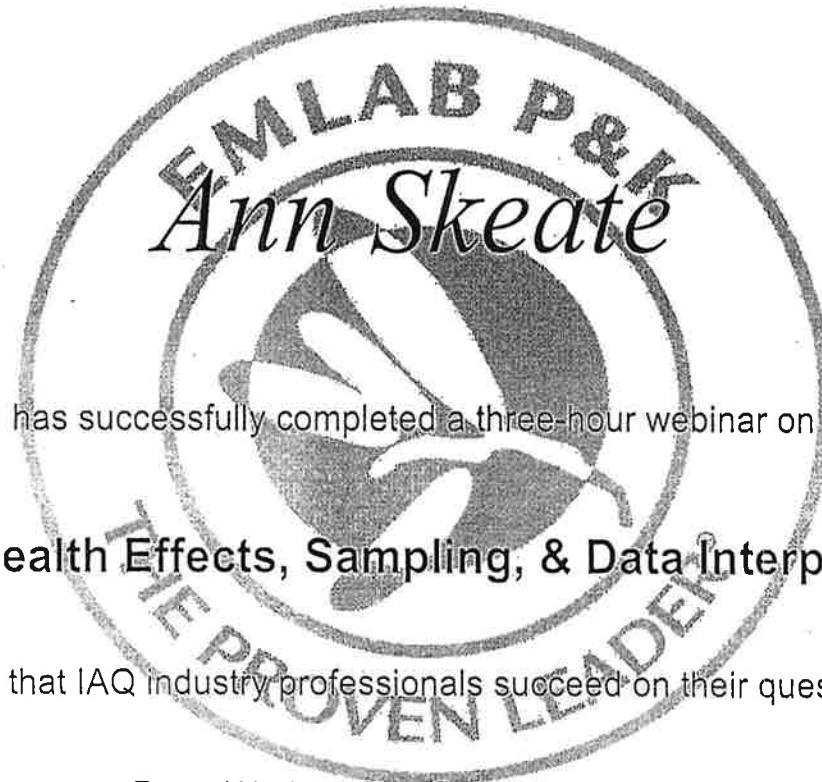 EMLAB P&K
Ann Skeate
has successfully completed a three-hour webinar on
ealth Effects, Sampling, & Data Interp
that IAQ industry professionals succeed on their ques
THE PROVEN LEADER®